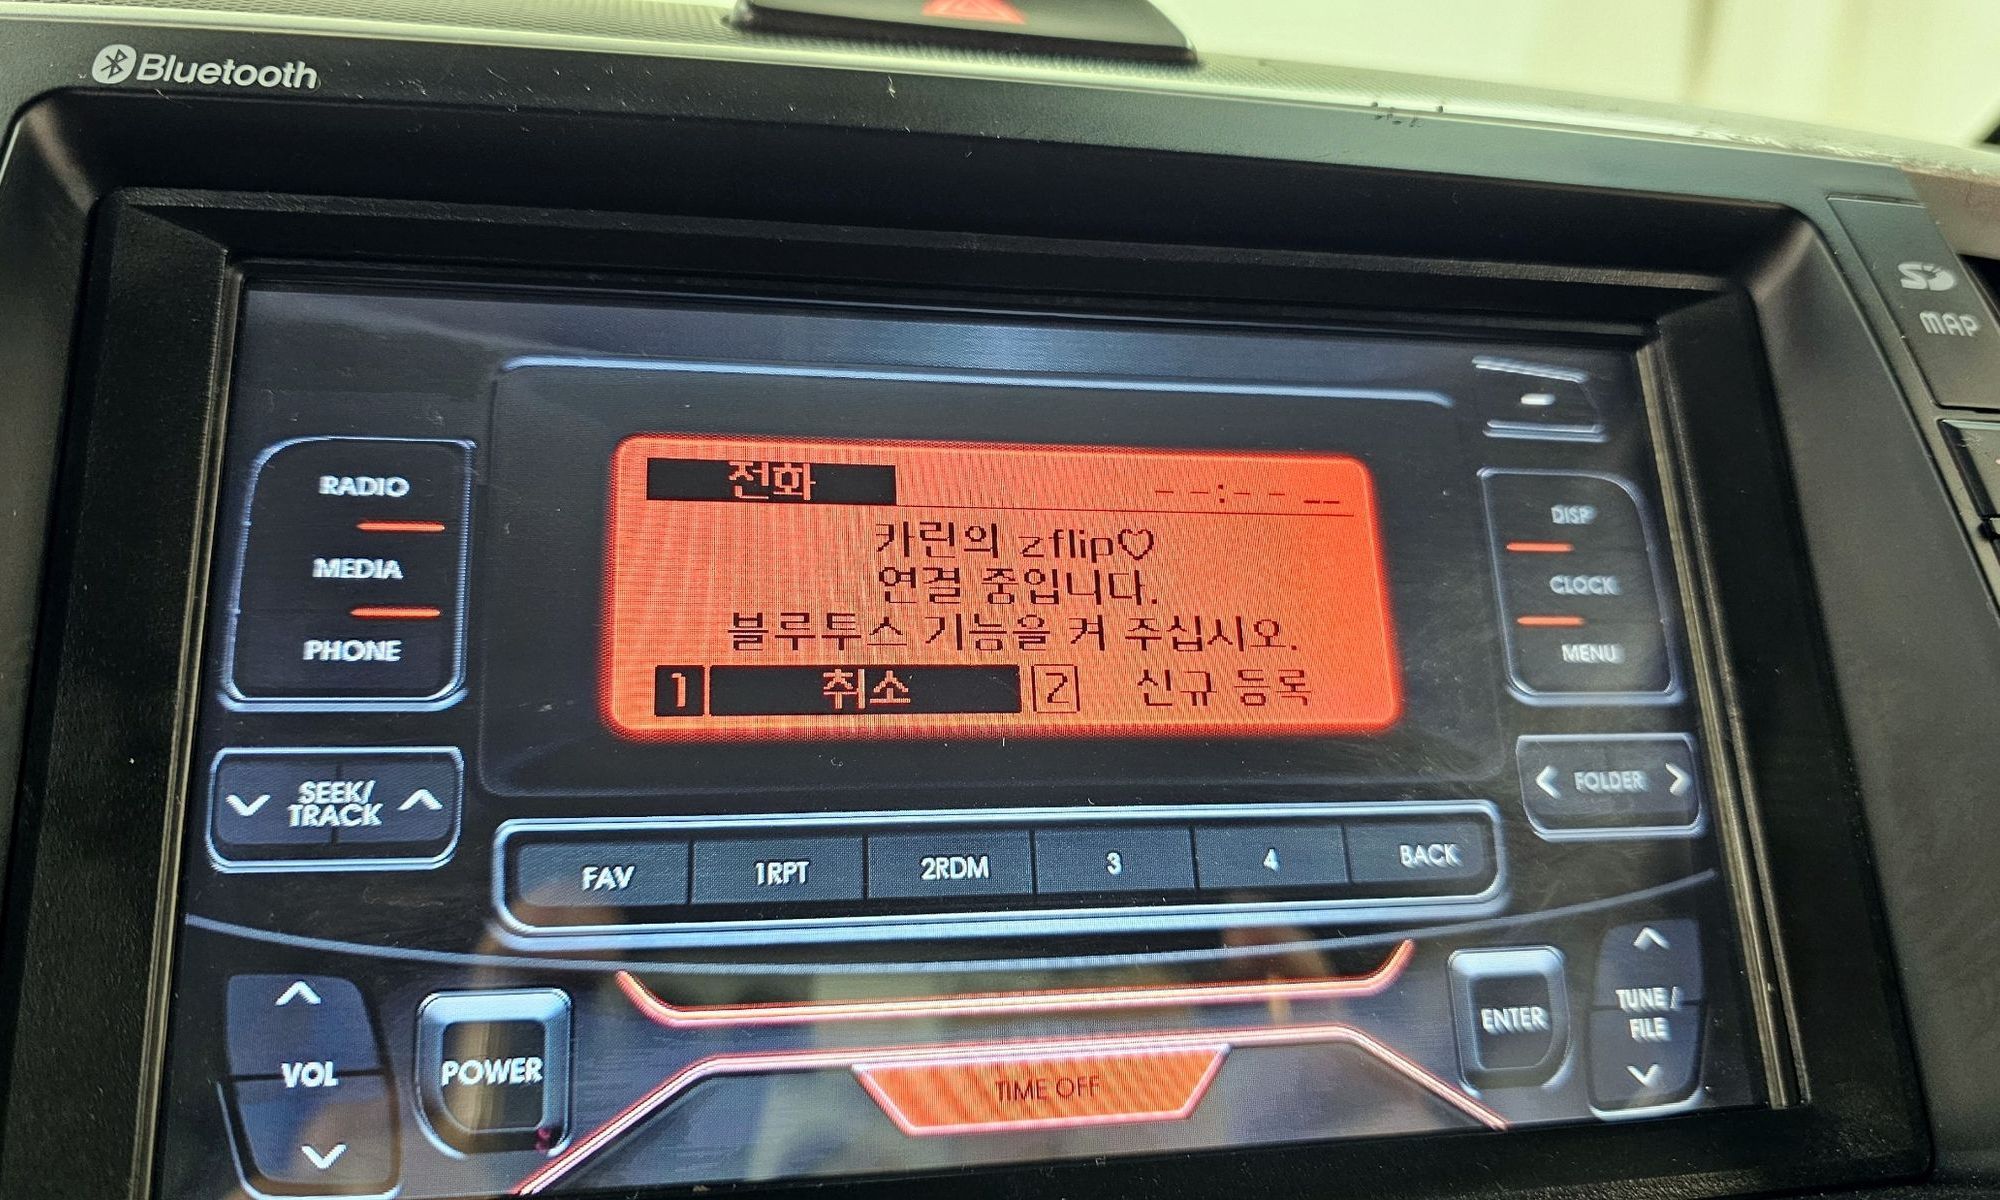 Bluetooth
SD
MAP
RADIO
MEDIA
PHONE
전화 --:-- --
카린의 zflip♡
연결 중입니다.
블루투스 기능을 켜 주십시오.
1 취소 2 신규 등록
DISP
CLOCK
MENU
SEEK/
TRACK
FOLDER
FAV 1RPT 2RDM 3 4 BACK
VOL
POWER
TIME OFF
ENTER
TUNE /
FILE